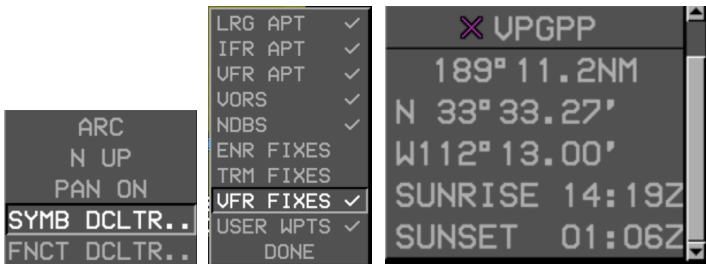 ARC
N UP
PAN ON
SYMB DCLTR..
FNCT DCLTR..
LRG APT ✓
IFR APT ✓
VFR APT ✓
VORS ✓
NDBS ✓
ENR FIXES
TRM FIXES
VFR FIXES ✓
USER WPTS ✓
DONE
VPGPP
189° 11.2NM
N 33°33.27'
W112°13.00'
SUNRISE 14:19Z
SUNSET 01:06Z